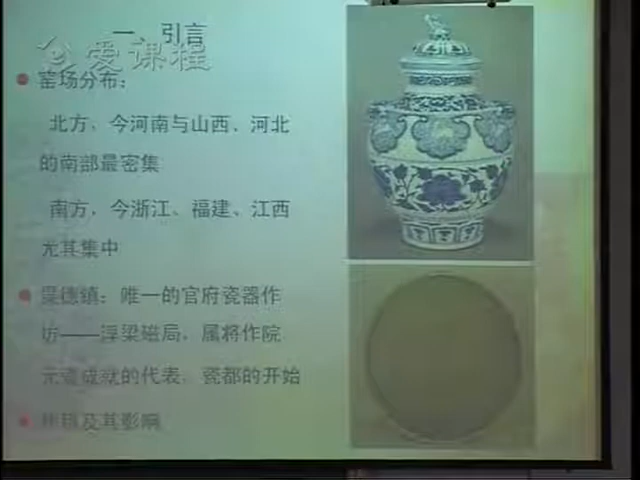 一、引言
爱课程
窑场分布：
北方，今河南与山西、河北
的南部最密集
南方，今浙江、福建、江西
尤其集中
景德镇：唯一的官府瓷器作
坊——浮梁磁局，属将作院
元瓷成就的代表，瓷都的开始
及其影响